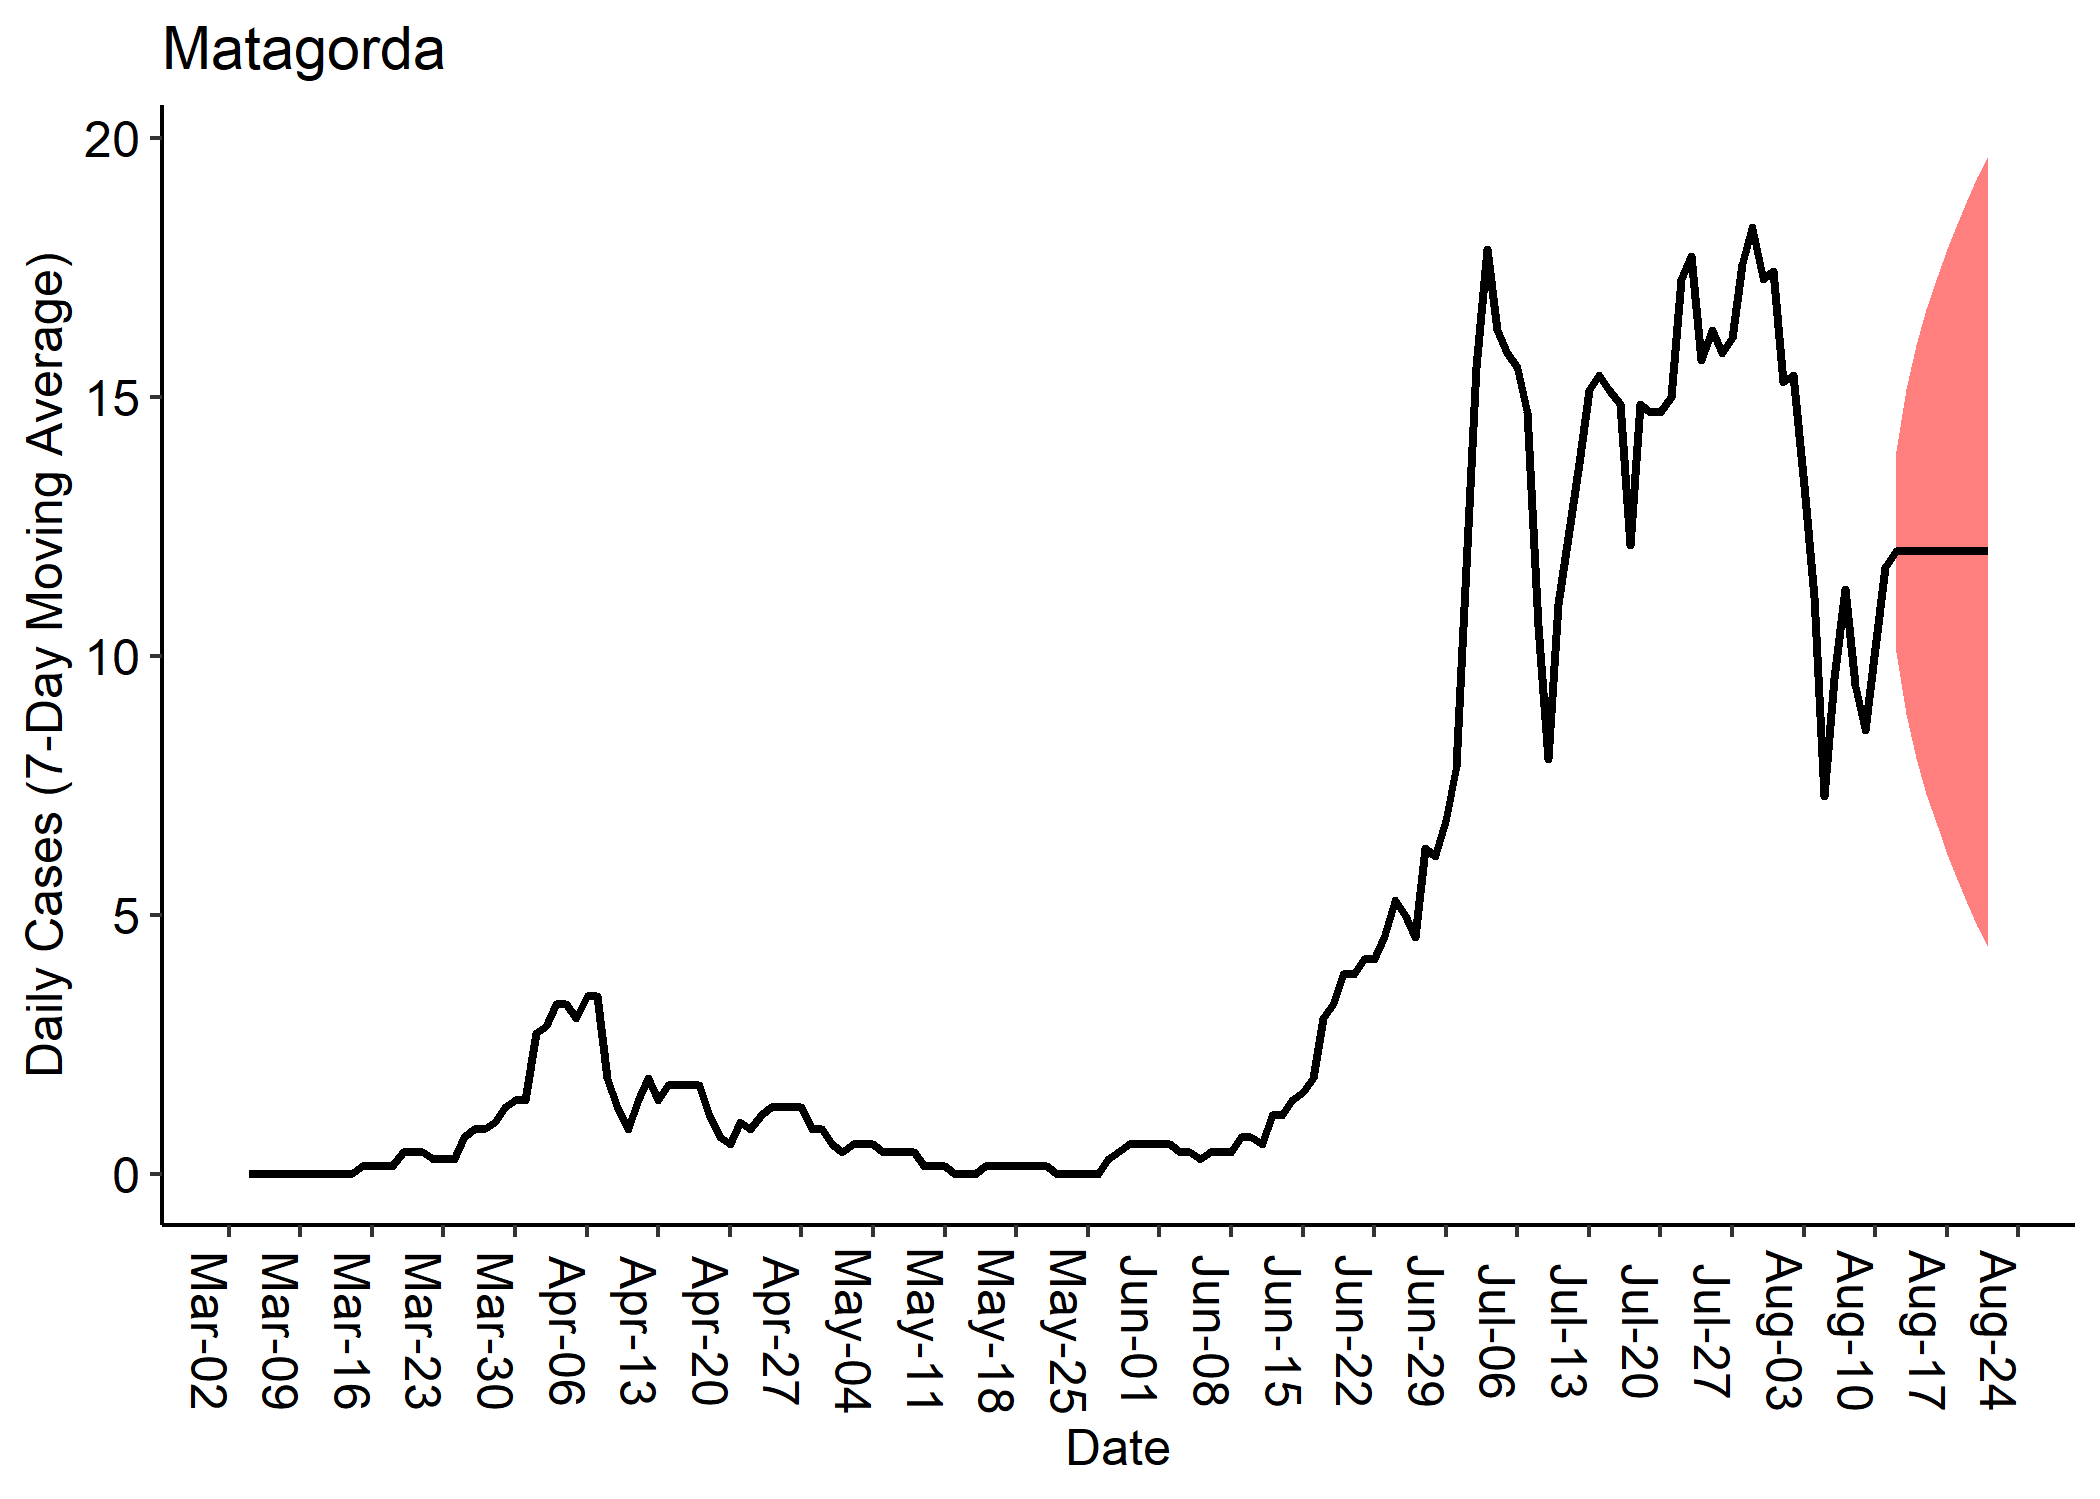 Matagorda
Daily Cases (7-Day Moving Average)
20
15
10
5
0
Mar-02
Mar-09
Mar-16
Mar-23
Mar-30
Apr-06
Apr-13
Apr-20
Apr-27
May-04
May-11
May-18
May-25
Jun-01
Jun-08
Jun-15
Jun-22
Jun-29
Jul-06
Jul-13
Jul-20
Jul-27
Aug-03
Aug-10
Aug-17
Aug-24
Date